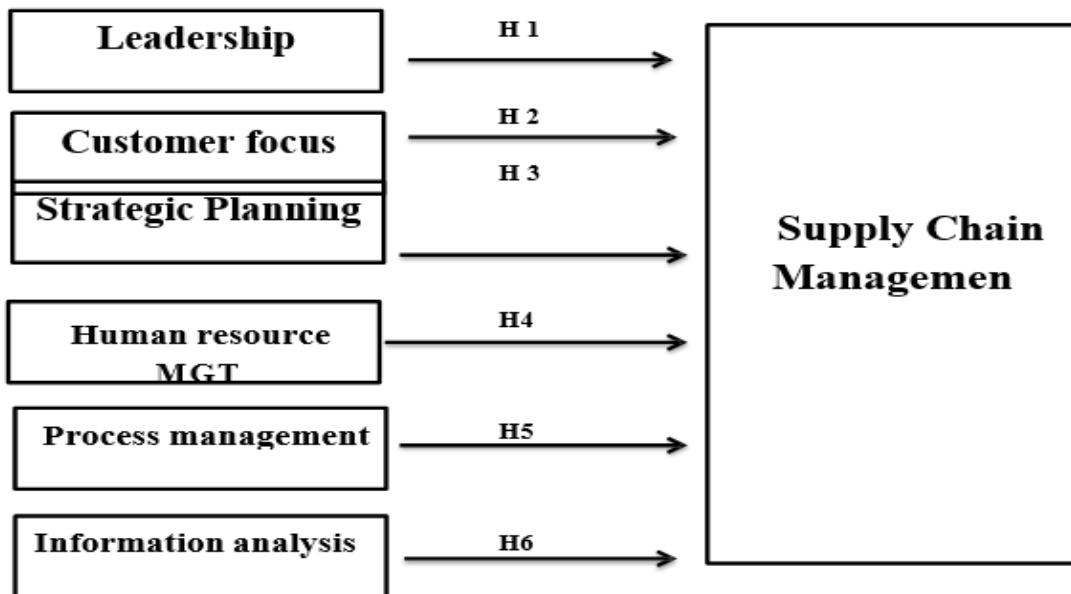 Leadership
H 1
Customer focus
H 2
H 3
Strategic Planning
Human resource
MGT
H4
Process management
H5
Information analysis
H6
Supply Chain
Managemen